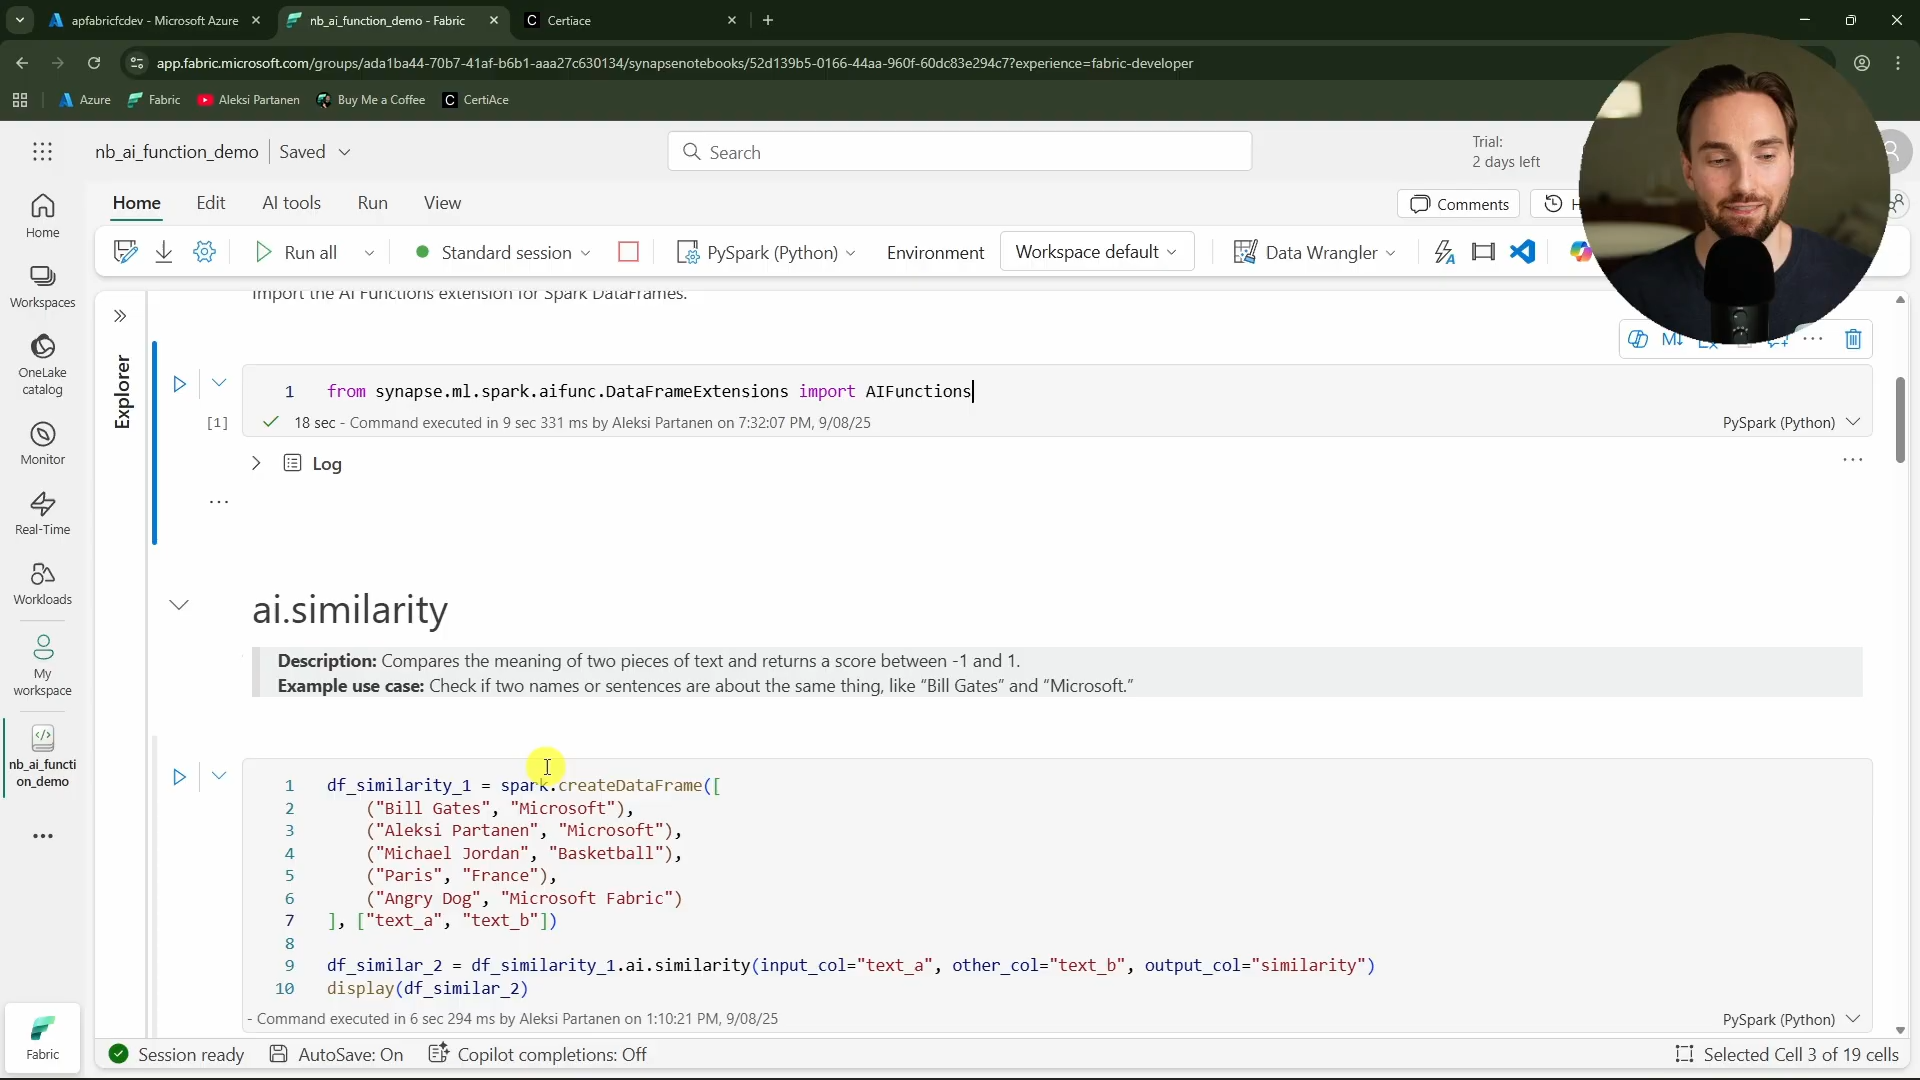 apfabricfcdev - Microsoft Azure
nb_ai_function_demo - Fabric
Certiace
app.fabric.microsoft.com/groups/ada1ba44-70b7-41af-b6b1-aaa27c630134/synapsenotebooks/52d139b5-0166-44aa-960f-60dc83e294c7?experience=fabric-developer
Azure
Fabric
Aleksi Partanen
Buy Me a Coffee
CertiAce
nb_ai_function_demo
Saved
Search
Trial:
2 days left
Home
Edit
AI tools
Run
View
Comments
Run all
Standard session
PySpark (Python)
Environment
Workspace default
Data Wrangler
Home
Workspaces
OneLake
catalog
Monitor
Real-Time
Workloads
My
workspace
nb_ai_functi
on_demo
Fabric
Explorer
Import the AI Functions extension for Spark DataFrames.
1 from synapse.ml.spark.aifunc.DataFrameExtensions import AIFunctions
[1] 18 sec - Command executed in 9 sec 331 ms by Aleksi Partanen on 7:32:07 PM, 9/08/25
PySpark (Python)
Log
ai.similarity
Description: Compares the meaning of two pieces of text and returns a score between -1 and 1.
Example use case: Check if two names or sentences are about the same thing, like “Bill Gates” and “Microsoft.”
1 df_similarity_1 = spark.createDataFrame([
2 ("Bill Gates", "Microsoft"),
3 ("Aleksi Partanen", "Microsoft"),
4 ("Michael Jordan", "Basketball"),
5 ("Paris", "France"),
6 ("Angry Dog", "Microsoft Fabric")
7 ], ["text_a", "text_b"])
8
9 df_similar_2 = df_similarity_1.ai.similarity(input_col="text_a", other_col="text_b", output_col="similarity")
10 display(df_similar_2)
- Command executed in 6 sec 294 ms by Aleksi Partanen on 1:10:21 PM, 9/08/25
PySpark (Python)
Session ready
AutoSave: On
Copilot completions: Off
Selected Cell 3 of 19 cells